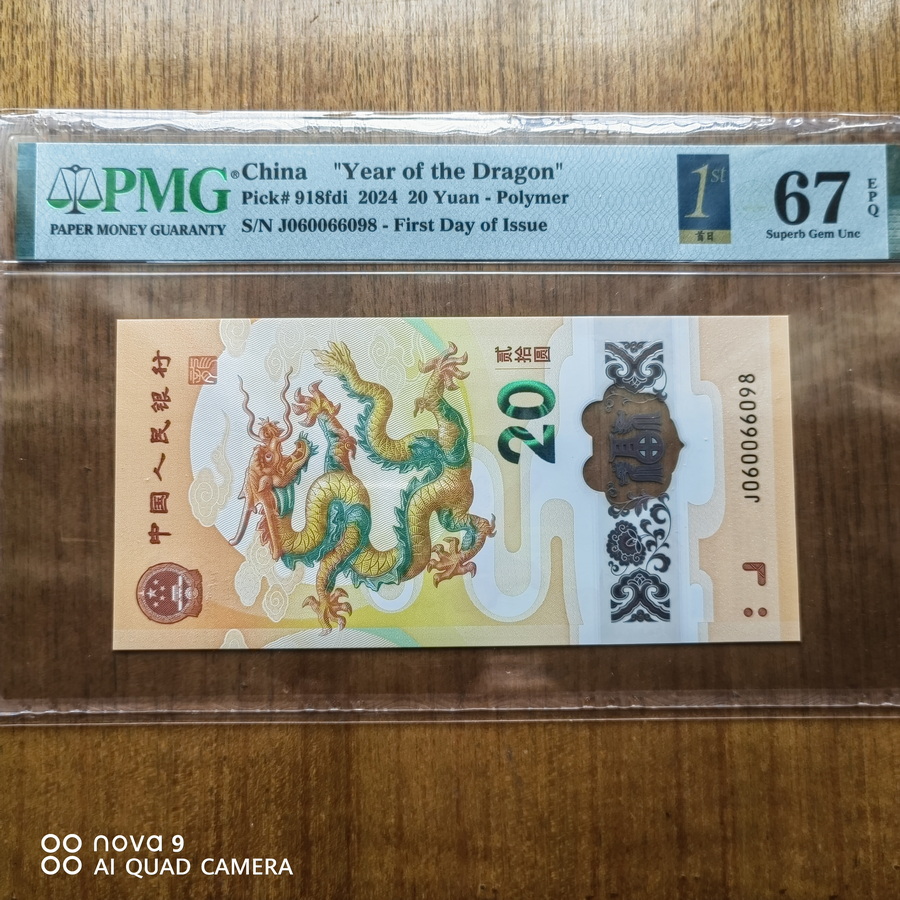 PMG®
PAPER MONEY GUARANTY
China "Year of the Dragon"
Pick# 918fdi 2024 20 Yuan - Polymer
S/N J060066098 - First Day of Issue
1st
首日
67
EPQ
Superb Gem Unc
中国人民银行
贰拾圆
20
福
J060066098
nova 9
AI QUAD CAMERA